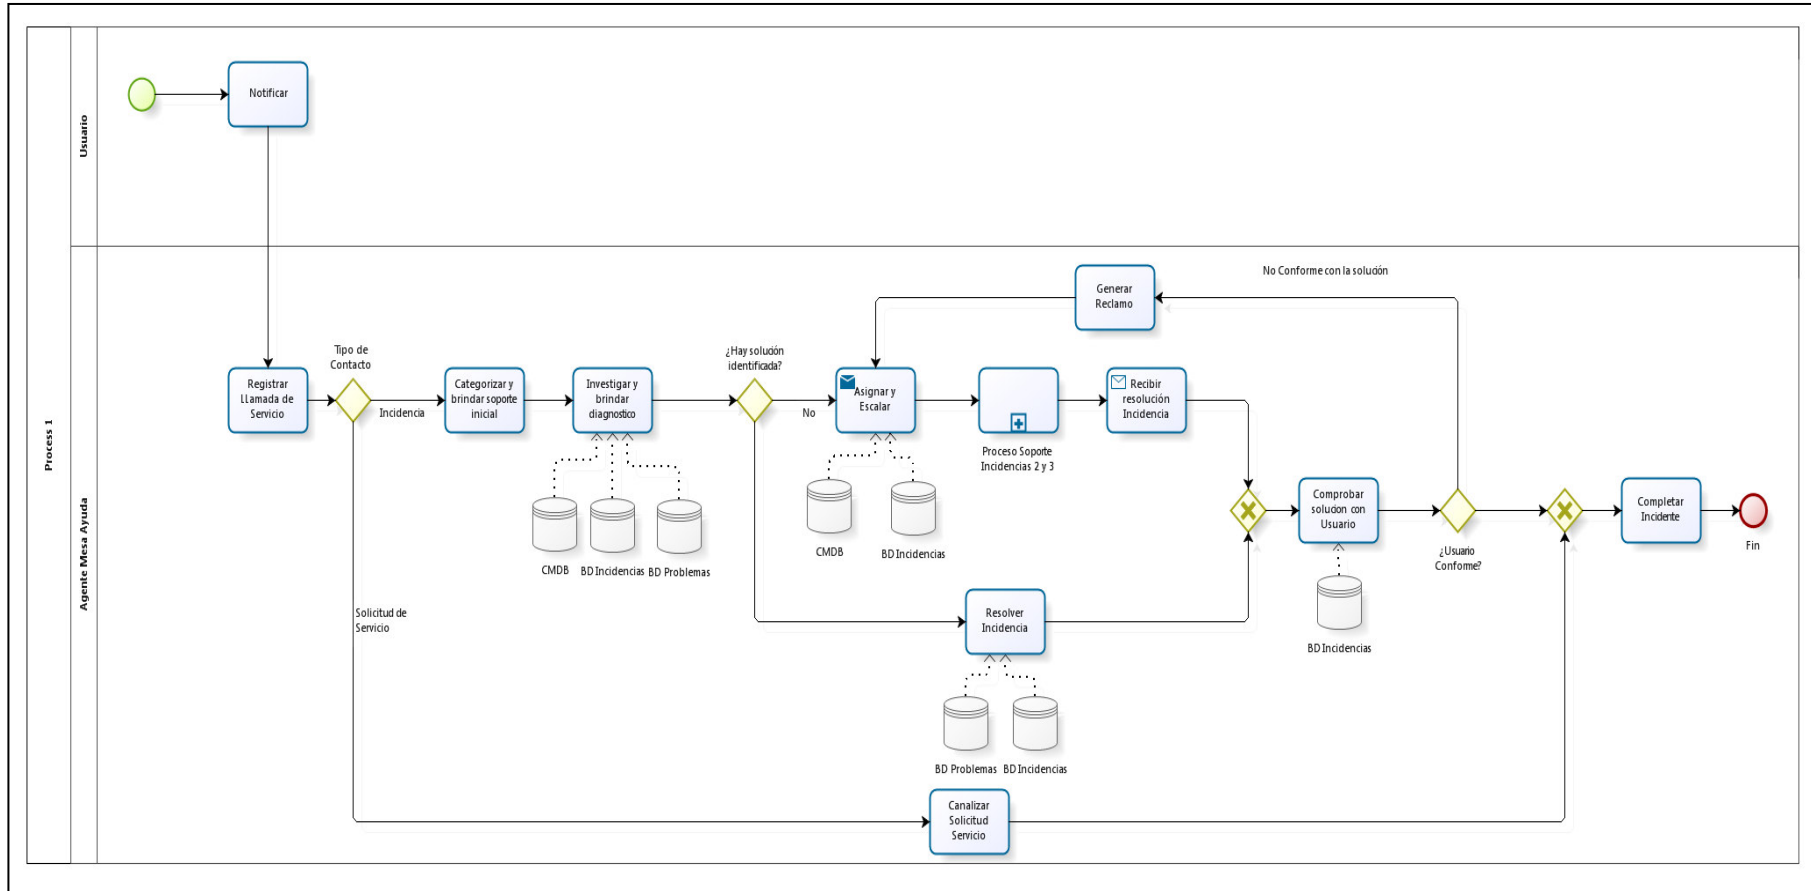 Process 1
Usuario
Notificar
Agente Mesa Ayuda
No Conforme con la solución
Generar
Reclamo
Tipo de
Contacto
¿Hay solución
identificada?
Registrar
LLamada de
Servicio
Incidencia
Categorizar y
brindar soporte
inicial
Investigar y
brindar
diagnostico
No
Asignar y
Escalar
Proceso Soporte
Incidencias 2 y 3
Recibir
resolución
Incidencia
CMDB
BD Incidencias
BD Problemas
CMDB
BD Incidencias
Comprobar
solucion con
Usuario
¿Usuario
Conforme?
Completar
Incidente
Fin
Solicitud de
Servicio
Resolver
Incidencia
BD Incidencias
BD Problemas
BD Incidencias
Canalizar
Solicitud
Servicio